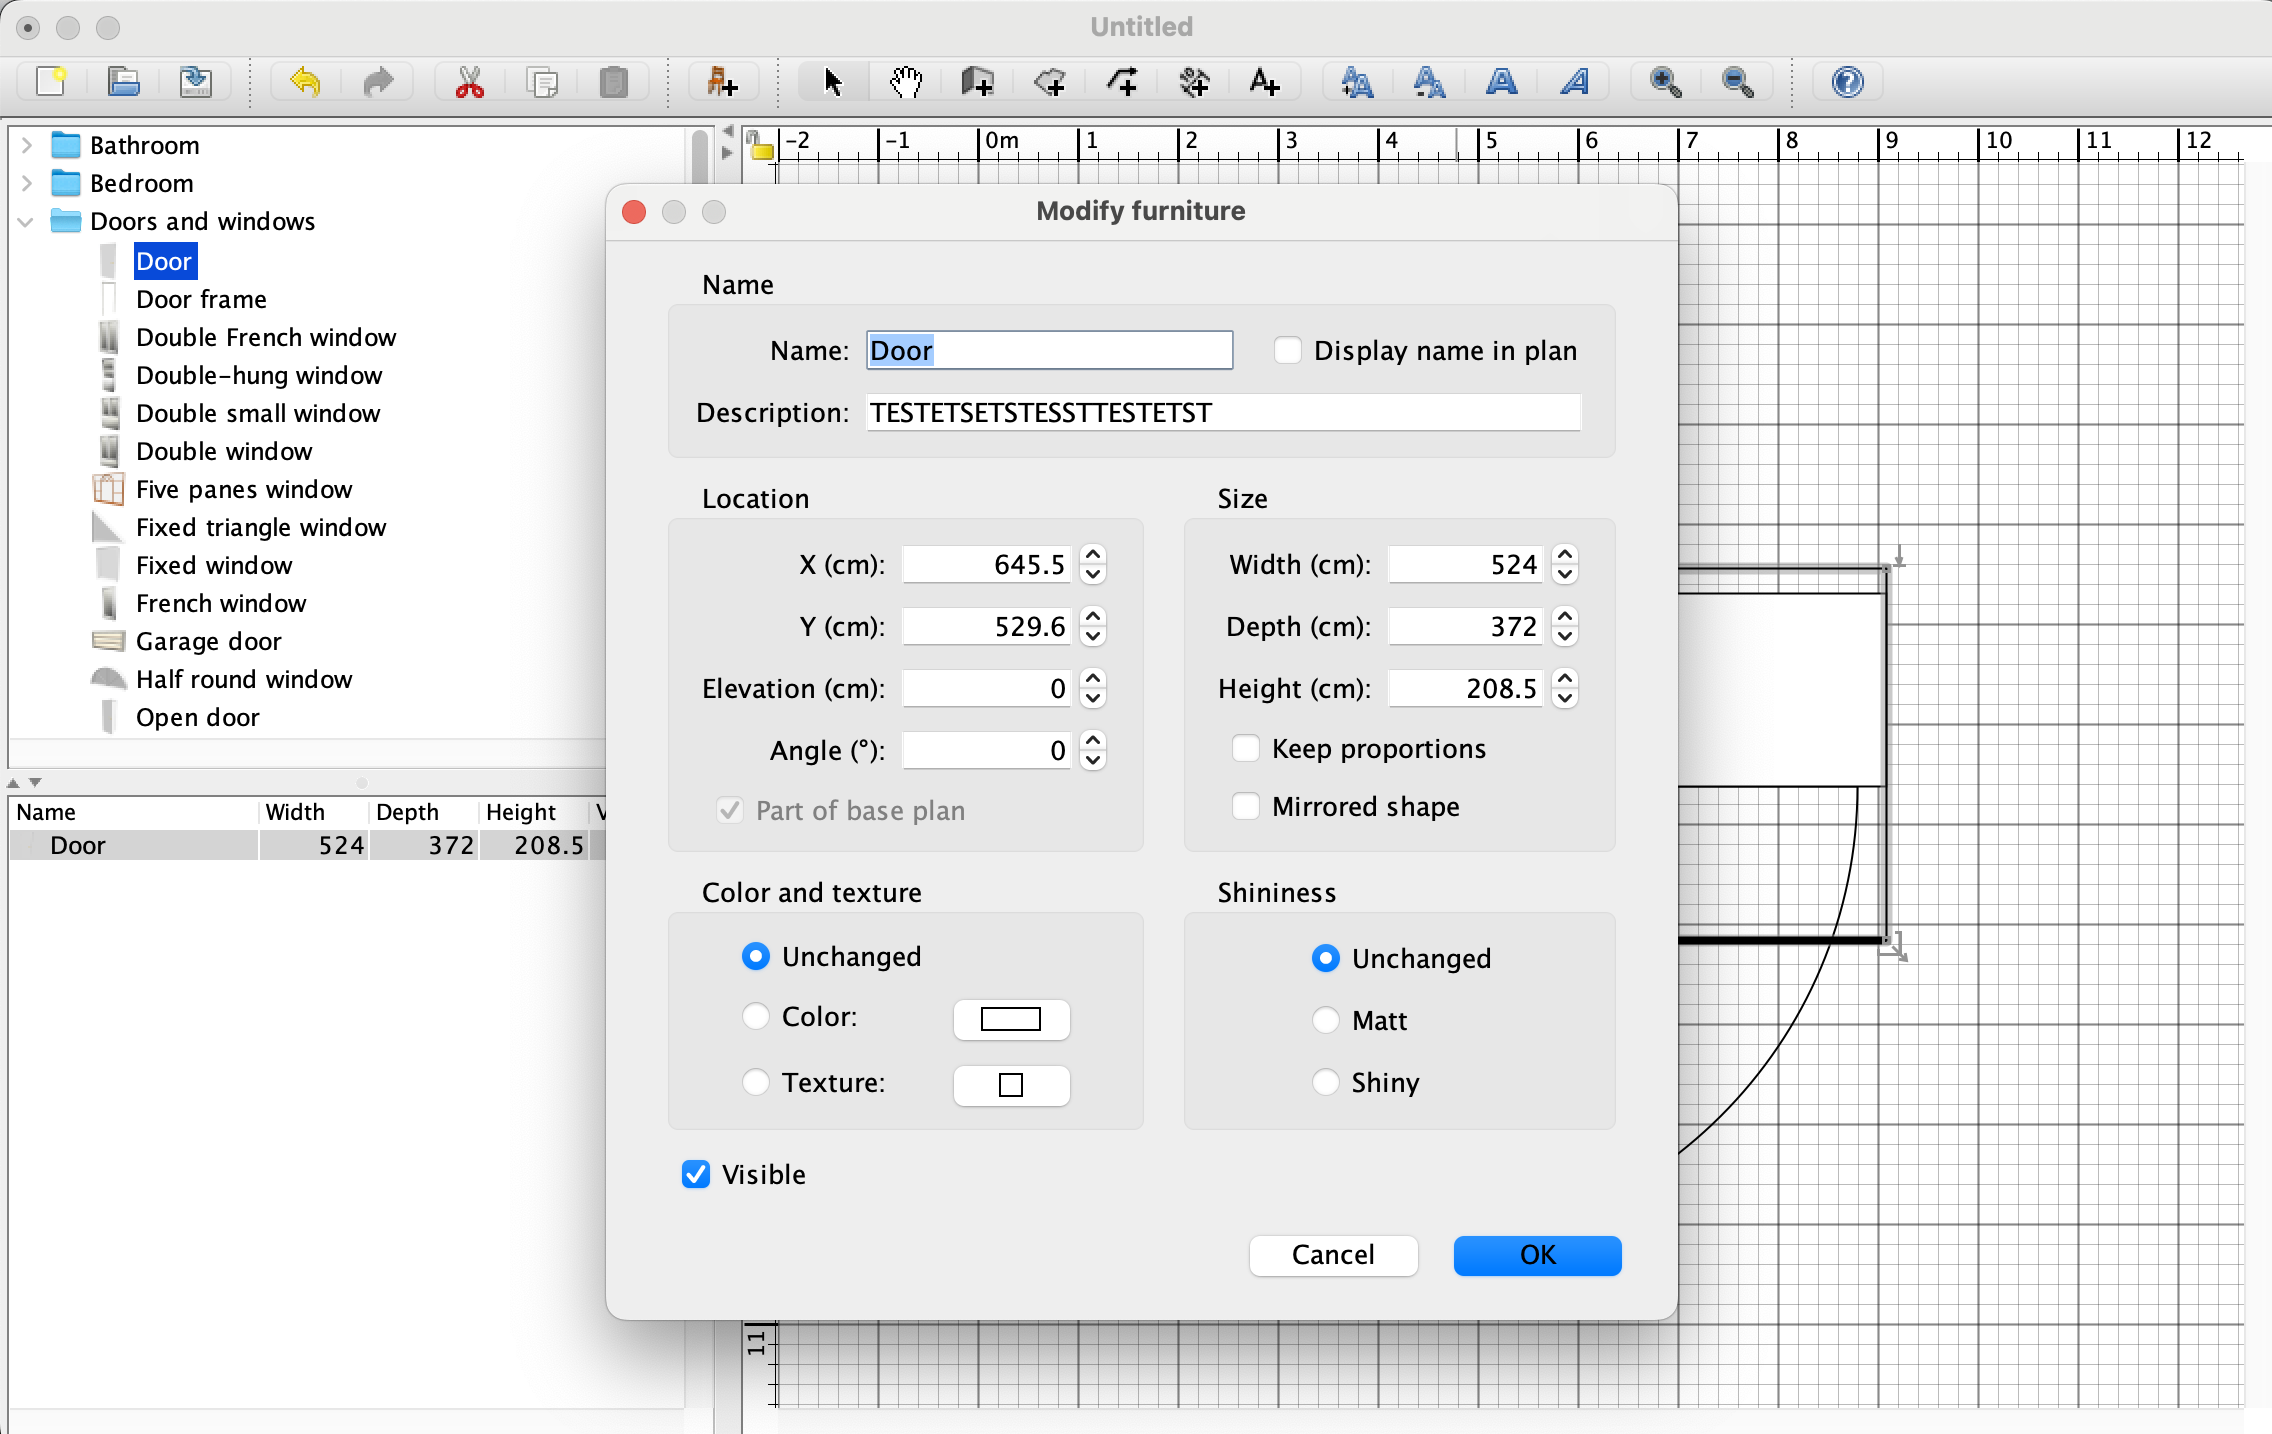 Untitled
-2 -1 0m 1 2 3 4 5 6 7 8 9 10 11 12
Bathroom
Bedroom
Doors and windows
Door
Door frame
Double French window
Double-hung window
Double small window
Double window
Five panes window
Fixed triangle window
Fixed window
French window
Garage door
Half round window
Open door
Name Width Depth Height V
Door 524 372 208.5
Modify furniture
Name
Name: Door Display name in plan
Description: TESTETSETSTESSTTESTETST
Location
X (cm): 645.5
Y (cm): 529.6
Elevation (cm): 0
Angle (°): 0
Part of base plan
Size
Width (cm): 524
Depth (cm): 372
Height (cm): 208.5
Keep proportions
Mirrored shape
Color and texture
Unchanged
Color:
Texture:
Shininess
Unchanged
Matt
Shiny
Visible
Cancel OK
11